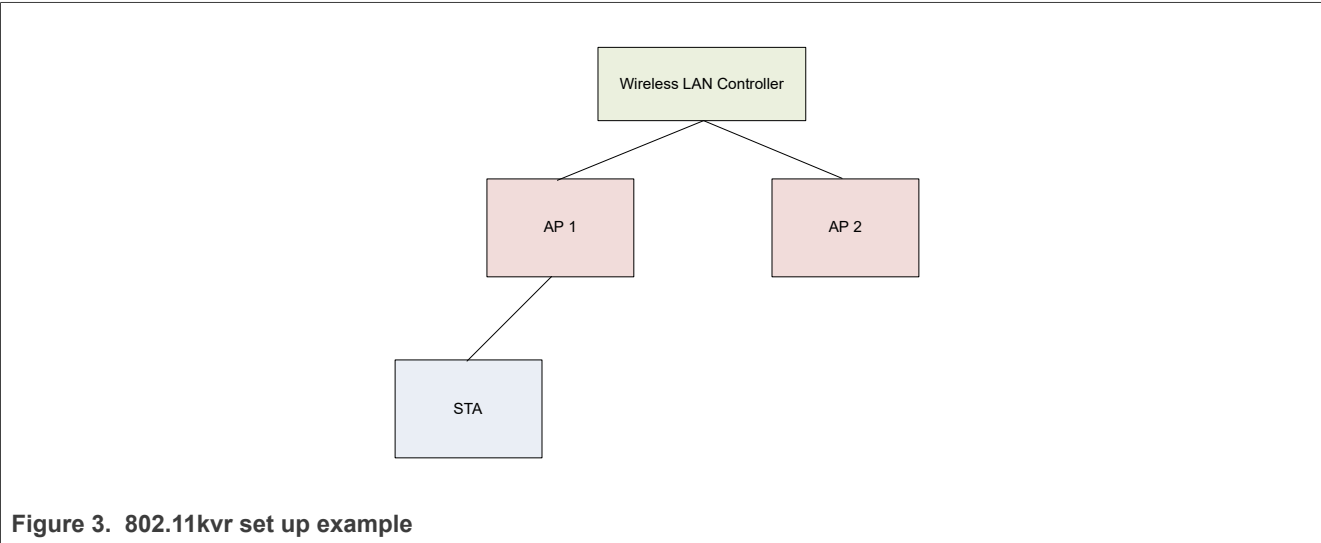 Wireless LAN Controller
AP 1
AP 2
STA
Figure 3. 802.11kvr set up example